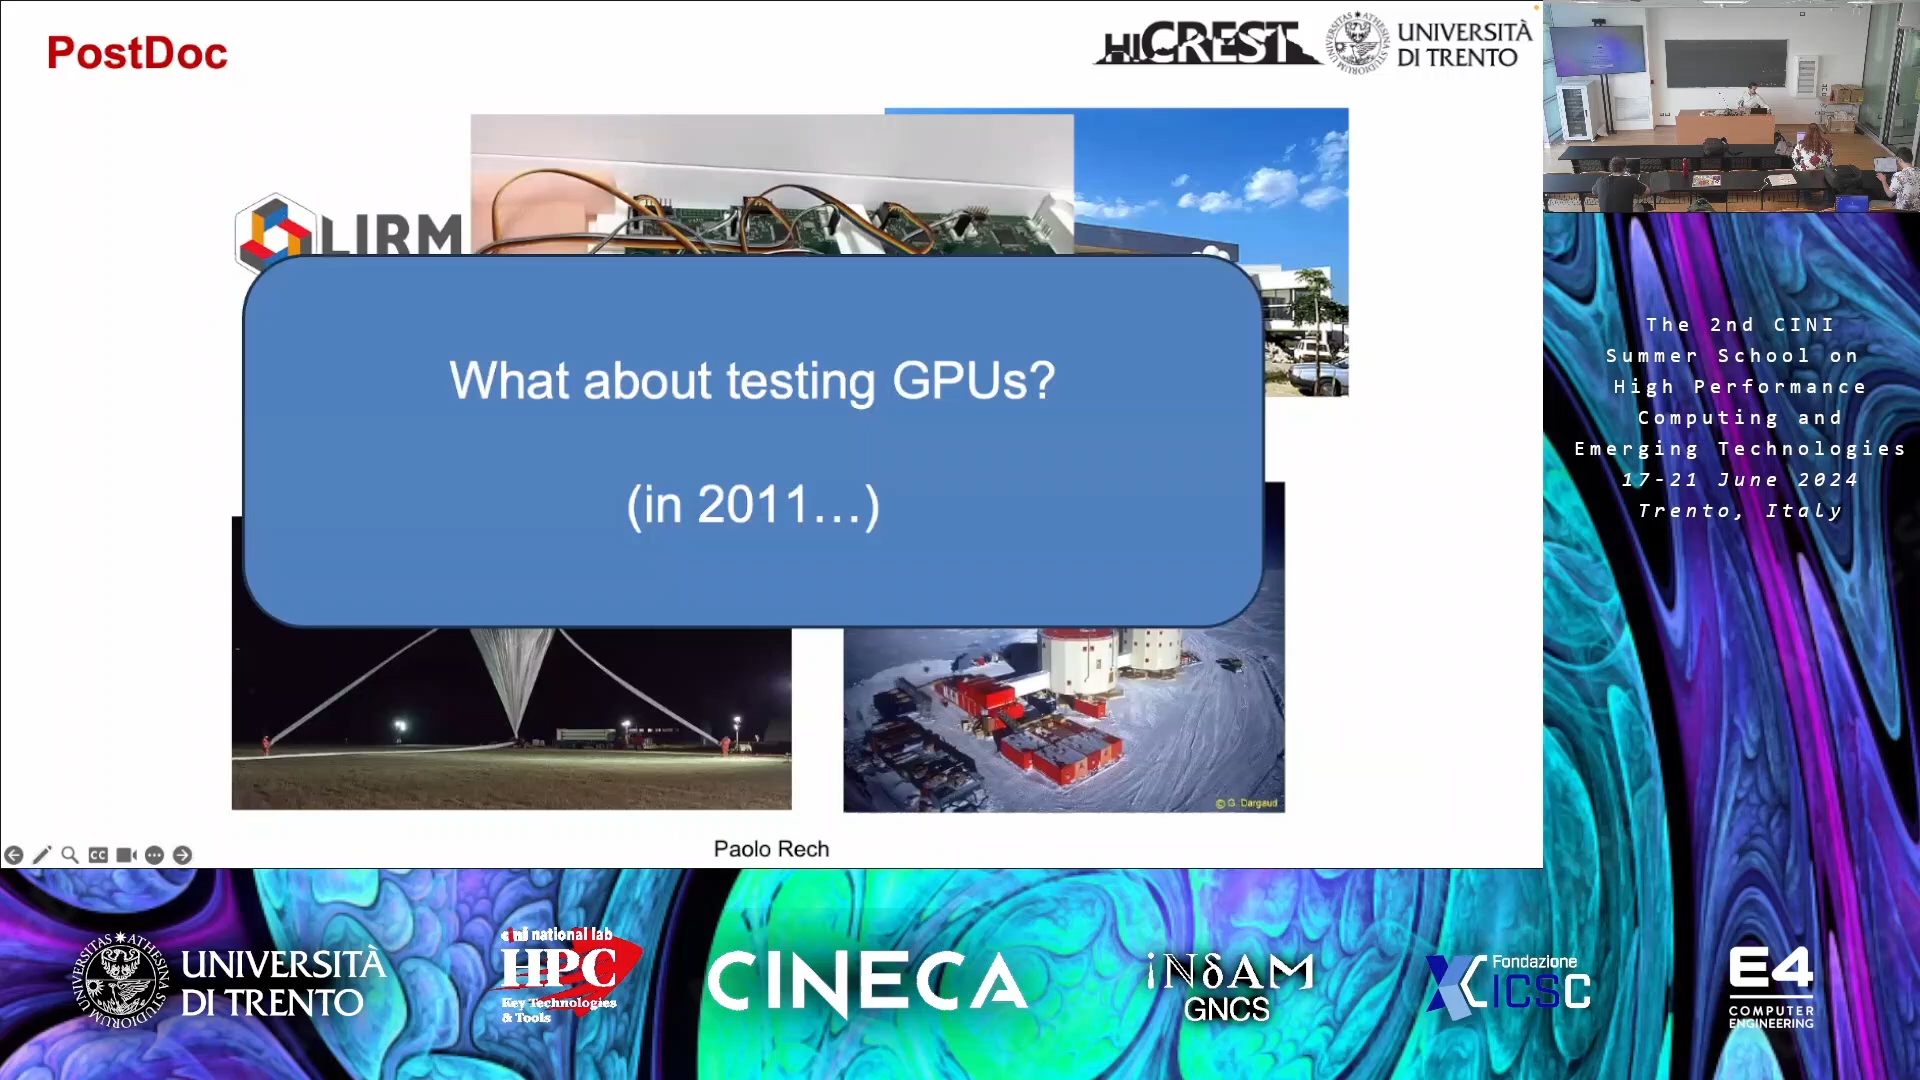 PostDoc
HiCREST
UNIVERSITÀ
DI TRENTO
LIRM
What about testing GPUs?
(in 2011...)
© G. Dargaud
Paolo Rech
CC
The 2nd CINI
Summer School on
High Performance
Computing and
Emerging Technologies
17-21 June 2024
Trento, Italy
UNIVERSITÀ
DI TRENTO
cini national lab
HPC
Key Technologies
& Tools
CINECA
iNδAM
GNCS
Fondazione
ICSC
E4
COMPUTER
ENGINEERING